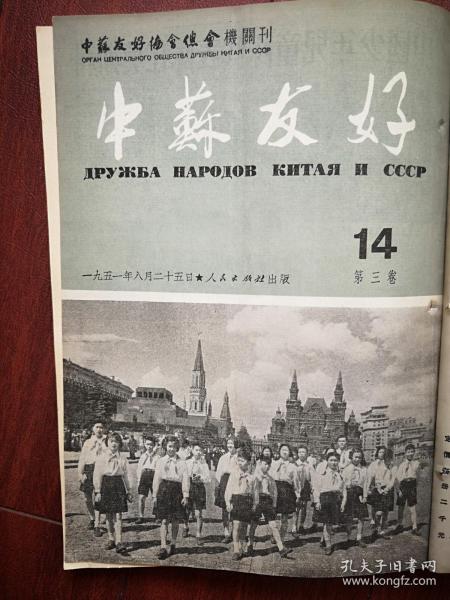 中蘇友好協會總會機關刊
ОРГАН ЦЕНТРАЛЬНОГО ОБЩЕСТВА ДРУЖБЫ КИТАЯ И СССР
中蘇友好
ДРУЖБА НАРОДОВ КИТАЯ И СССР
14
一九五一年八月二十五日★人民出版社出版
第三卷
孔夫子旧书网
www.kongfz.com